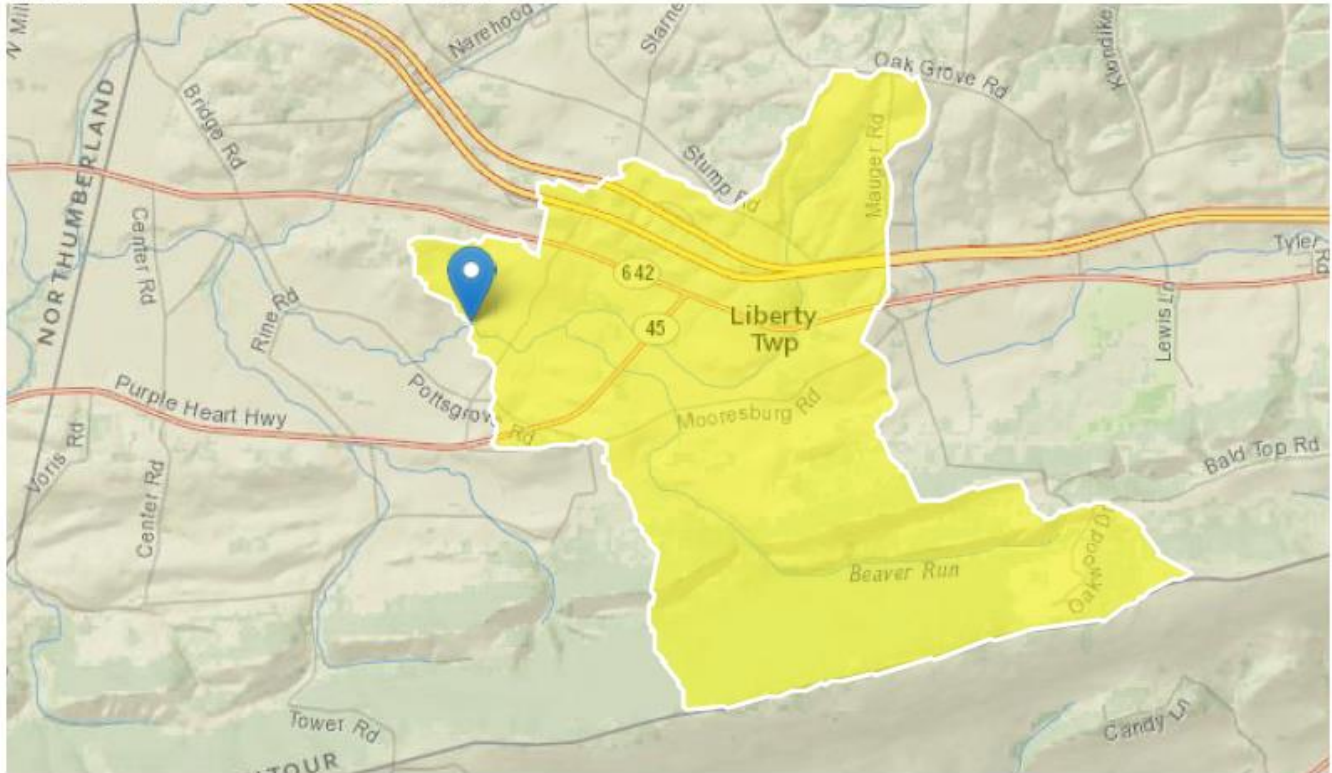 N Mil
Narehood
Starne
Klondike
Oak Grove Rd
Bridge Rd
NORTHUMBERLAND
Stump Rd
Mauger Rd
Center Rd
Tyler Rd
642
Rine Rd
45
Liberty
Twp
Lewis Ln
Pottsgrove Rd
Purple Heart Hwy
Mooresburg Rd
Voris Rd
Center Rd
Bald Top Rd
Beaver Run
Oakwood Dr
Tower Rd
Candy Ln
TOUR